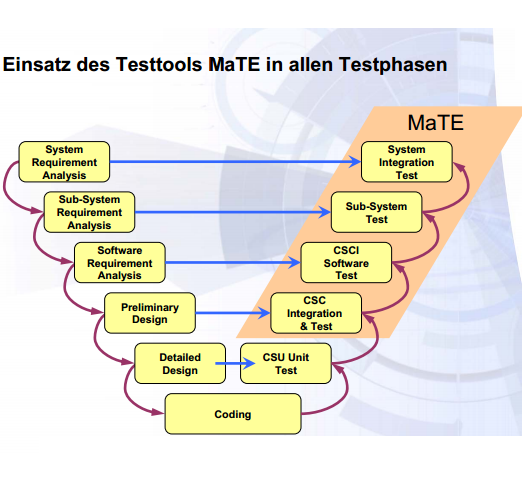 Einsatz des Testtools MaTE in allen Testphasen
MaTE
System
Requirement
Analysis
System
Integration
Test
Sub-System
Requirement
Analysis
Sub-System
Test
Software
Requirement
Analysis
CSCI
Software
Test
Preliminary
Design
CSC
Integration
& Test
Detailed
Design
CSU Unit
Test
Coding